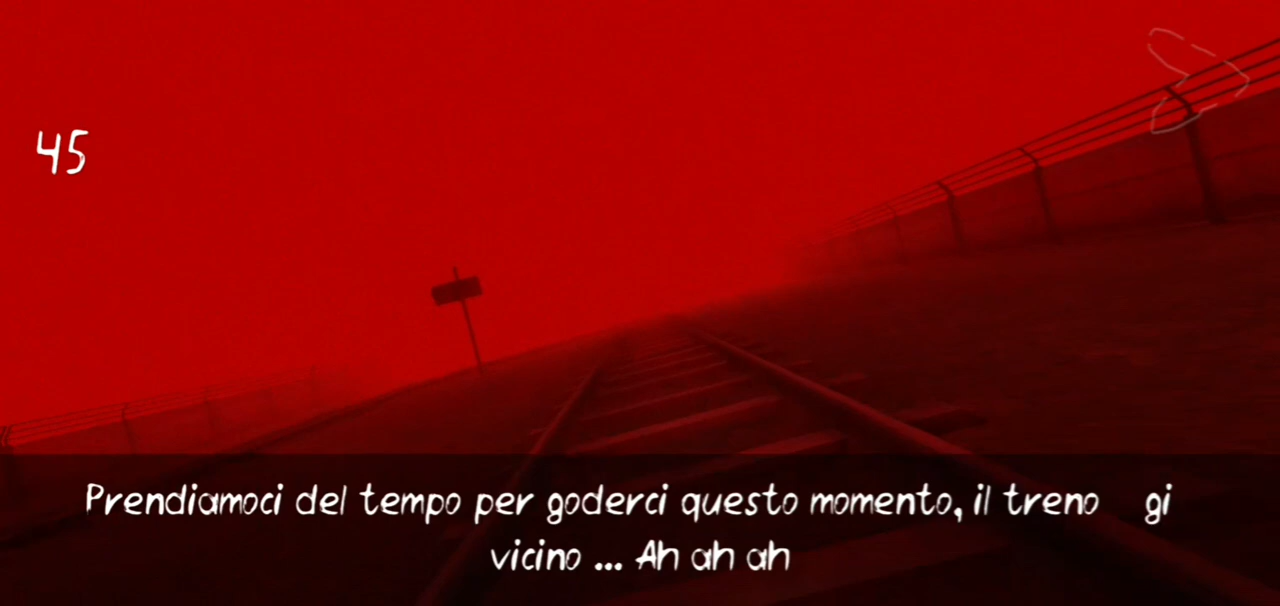 45
Prendiamoci del tempo per goderci questo momento, il treno gi
vicino ... Ah ah ah